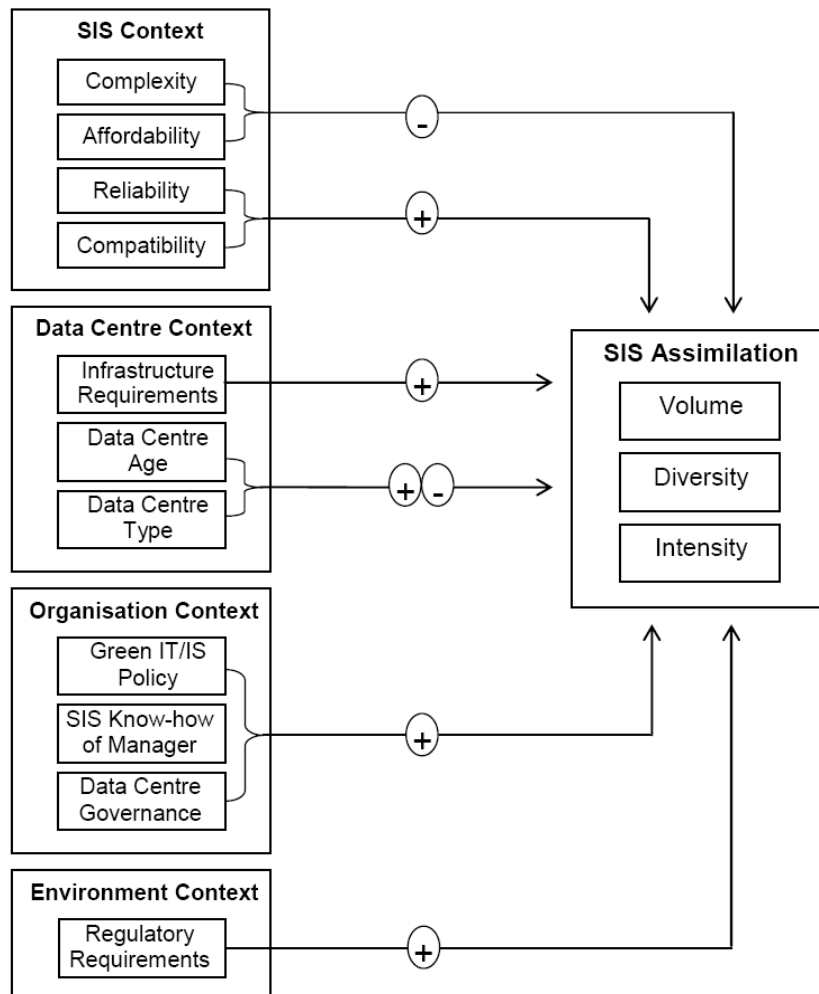 SIS Context
Complexity
Affordability
-
Reliability
Compatibility
+
Data Centre Context
Infrastructure
Requirements
+
Data Centre
Age
Data Centre
Type
+ -
SIS Assimilation
Volume
Diversity
Intensity
Organisation Context
Green IT/IS
Policy
SIS Know-how
of Manager
Data Centre
Governance
+
Environment Context
Regulatory
Requirements
+